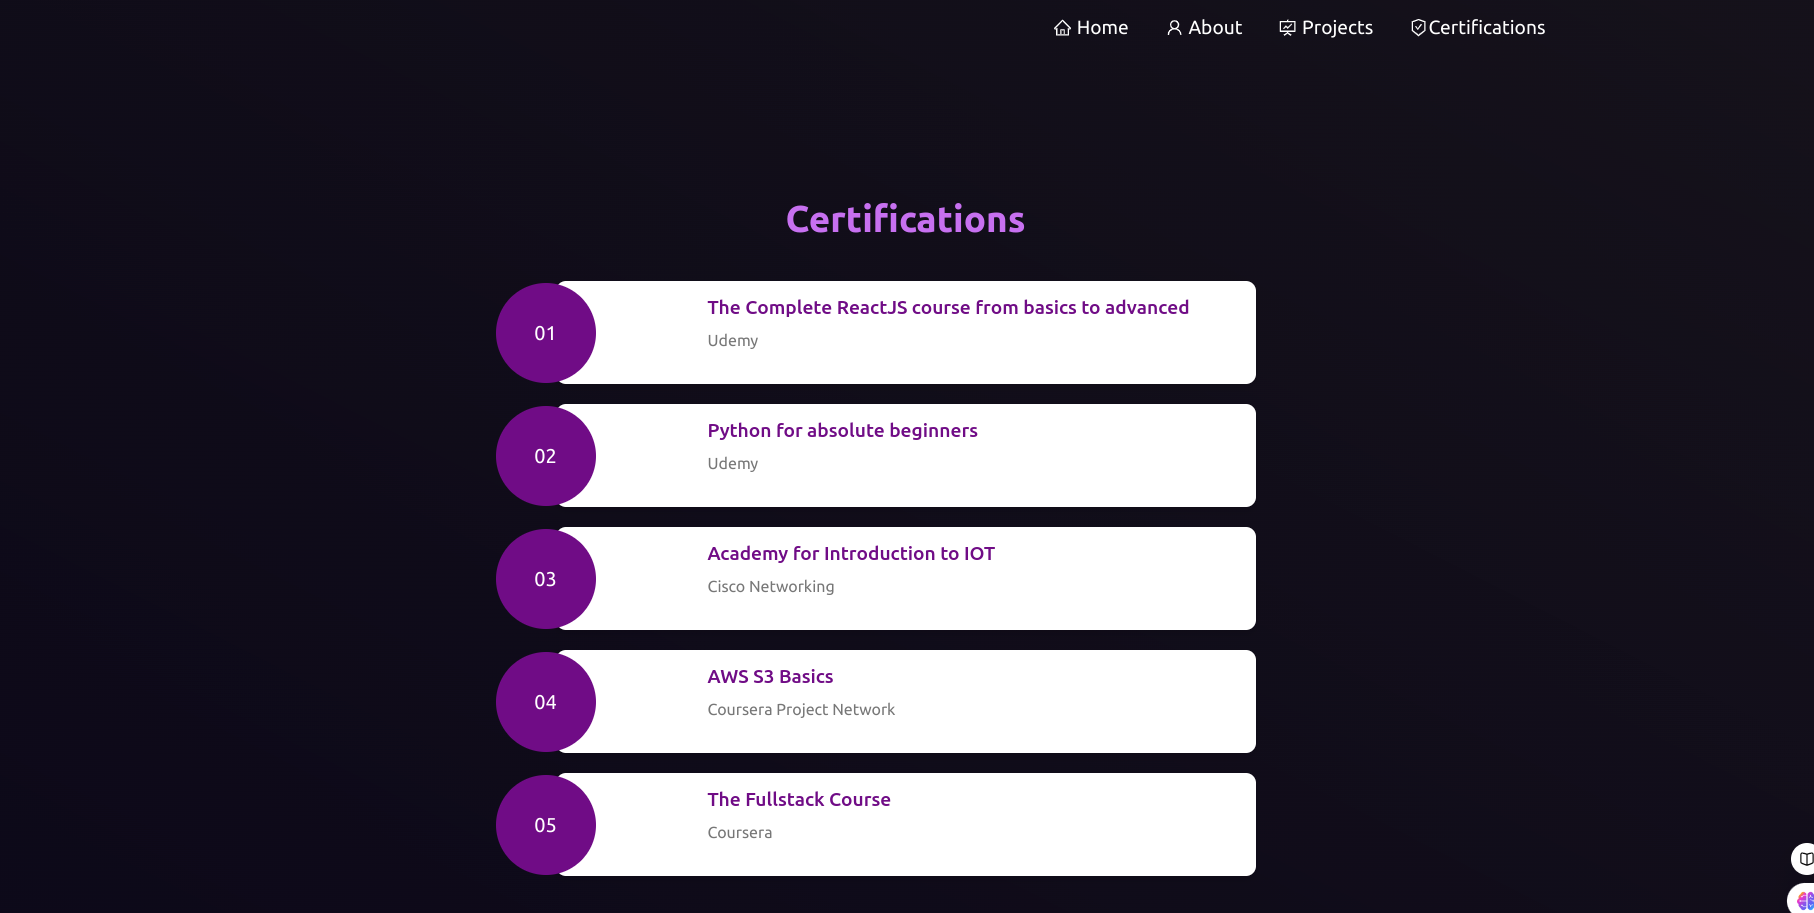 Home About Projects Certifications
Certifications
01
The Complete ReactJS course from basics to advanced
Udemy
02
Python for absolute beginners
Udemy
03
Academy for Introduction to IOT
Cisco Networking
04
AWS S3 Basics
Coursera Project Network
05
The Fullstack Course
Coursera